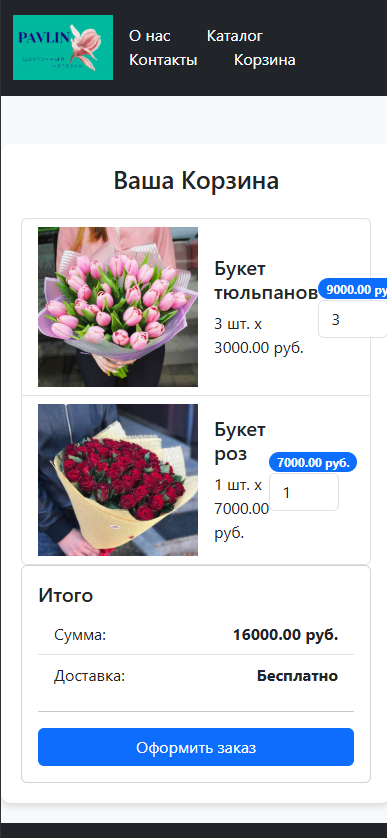 PAVLIN
О нас Каталог
Контакты Корзина
Ваша Корзина
Букет
тюльпанов
9000.00 ру
3 шт. x
3000.00 руб.
3
Букет
роз
7000.00 руб.
1 шт. x
7000.00
руб.
1
Итого
Сумма: 16000.00 руб.
Доставка: Бесплатно
Оформить заказ